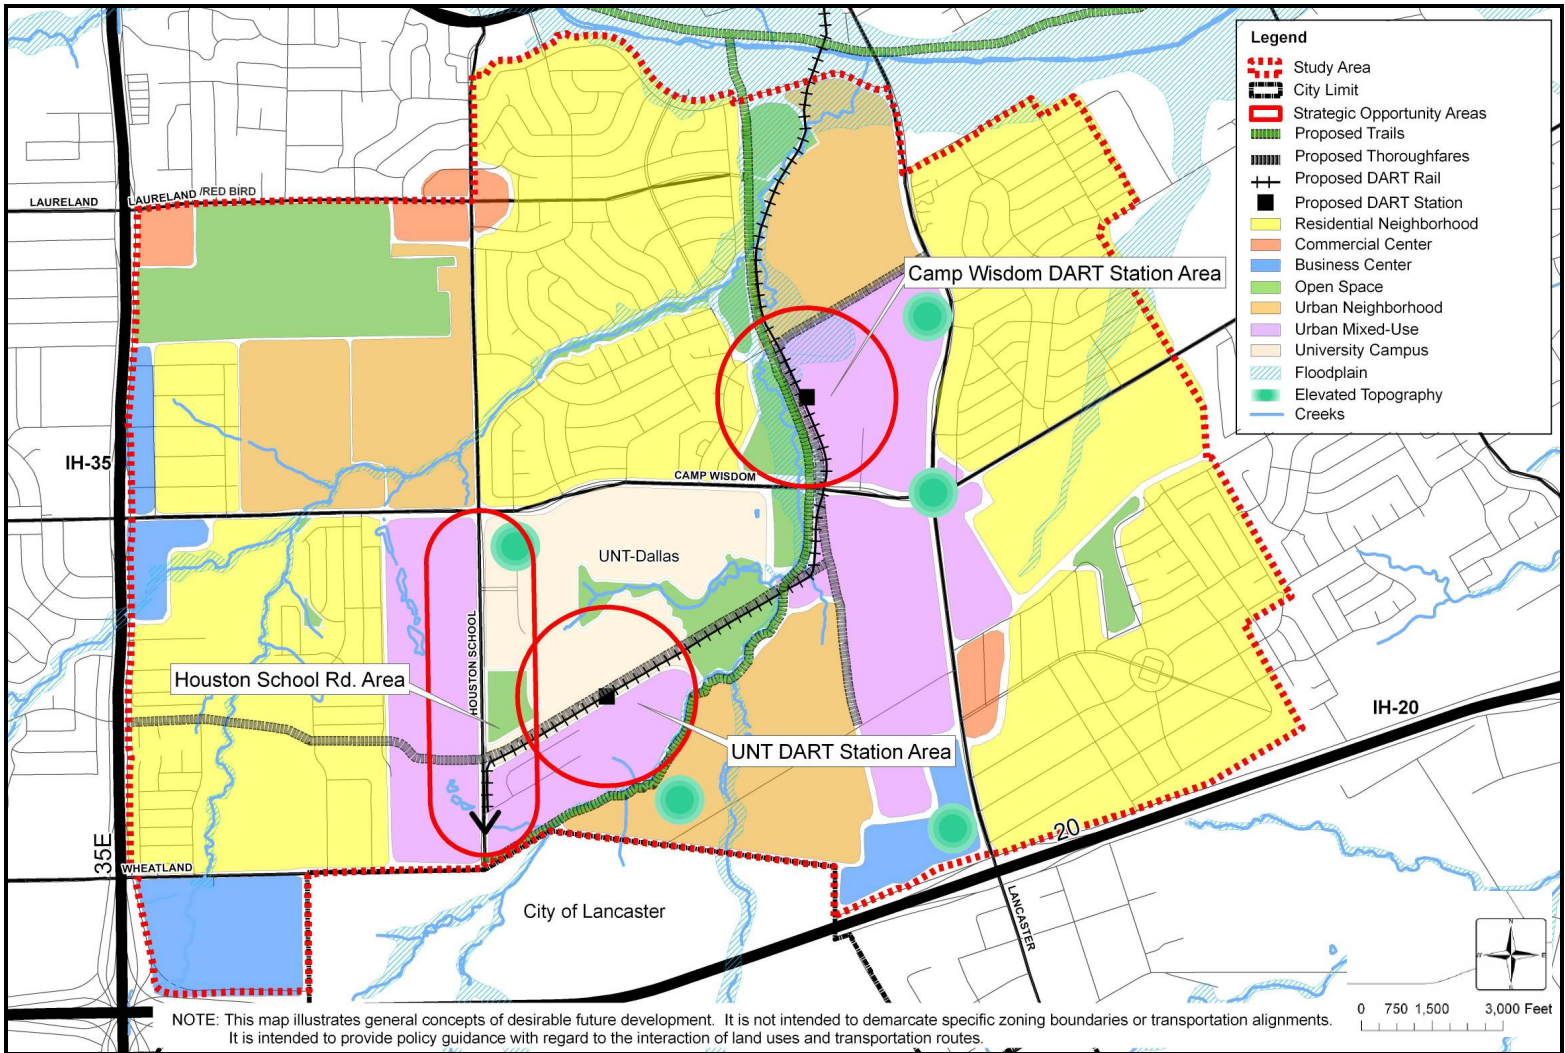 Legend
Study Area
City Limit
Strategic Opportunity Areas
Proposed Trails
Proposed Thoroughfares
Proposed DART Rail
Proposed DART Station
Residential Neighborhood
Commercial Center
Business Center
Open Space
Urban Neighborhood
Urban Mixed-Use
University Campus
Floodplain
Elevated Topography
Creeks
LAURELAND
LAURELAND /RED BIRD
Camp Wisdom DART Station Area
IH-35
CAMP WISDOM
UNT-Dallas
HOUSTON SCHOOL
Houston School Rd. Area
IH-20
UNT DART Station Area
20
35E
WHEATLAND
City of Lancaster
LANCASTER
N
W
E
S
0 750 1,500 3,000 Feet
NOTE: This map illustrates general concepts of desirable future development. It is not intended to demarcate specific zoning boundaries or transportation alignments.
It is intended to provide policy guidance with regard to the interaction of land uses and transportation routes.